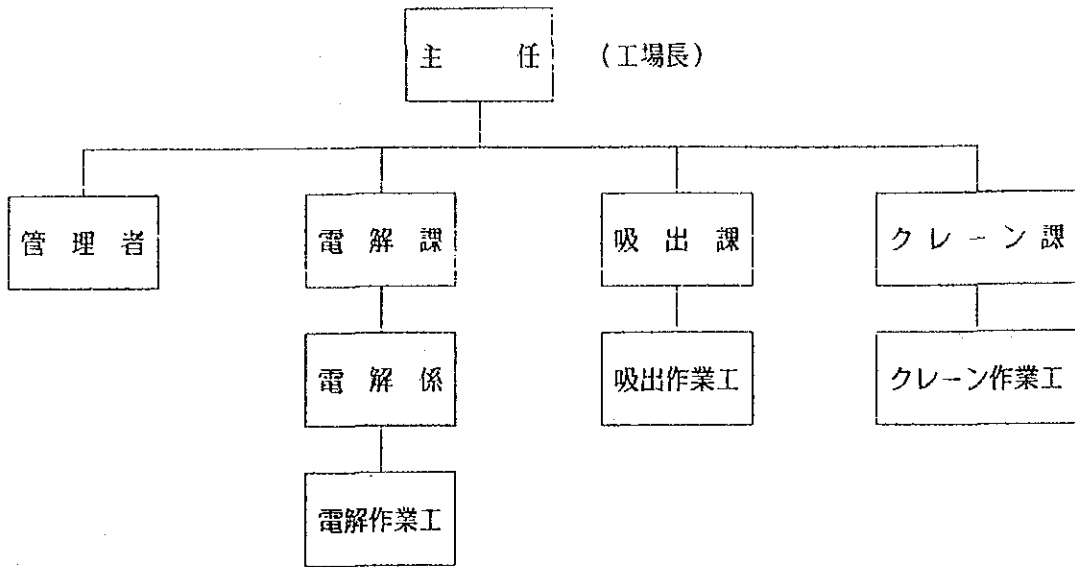 主任 (工場長)
管理者 電解課 吸出課 クレーン課
電解係 吸出作業工 クレーン作業工
電解作業工